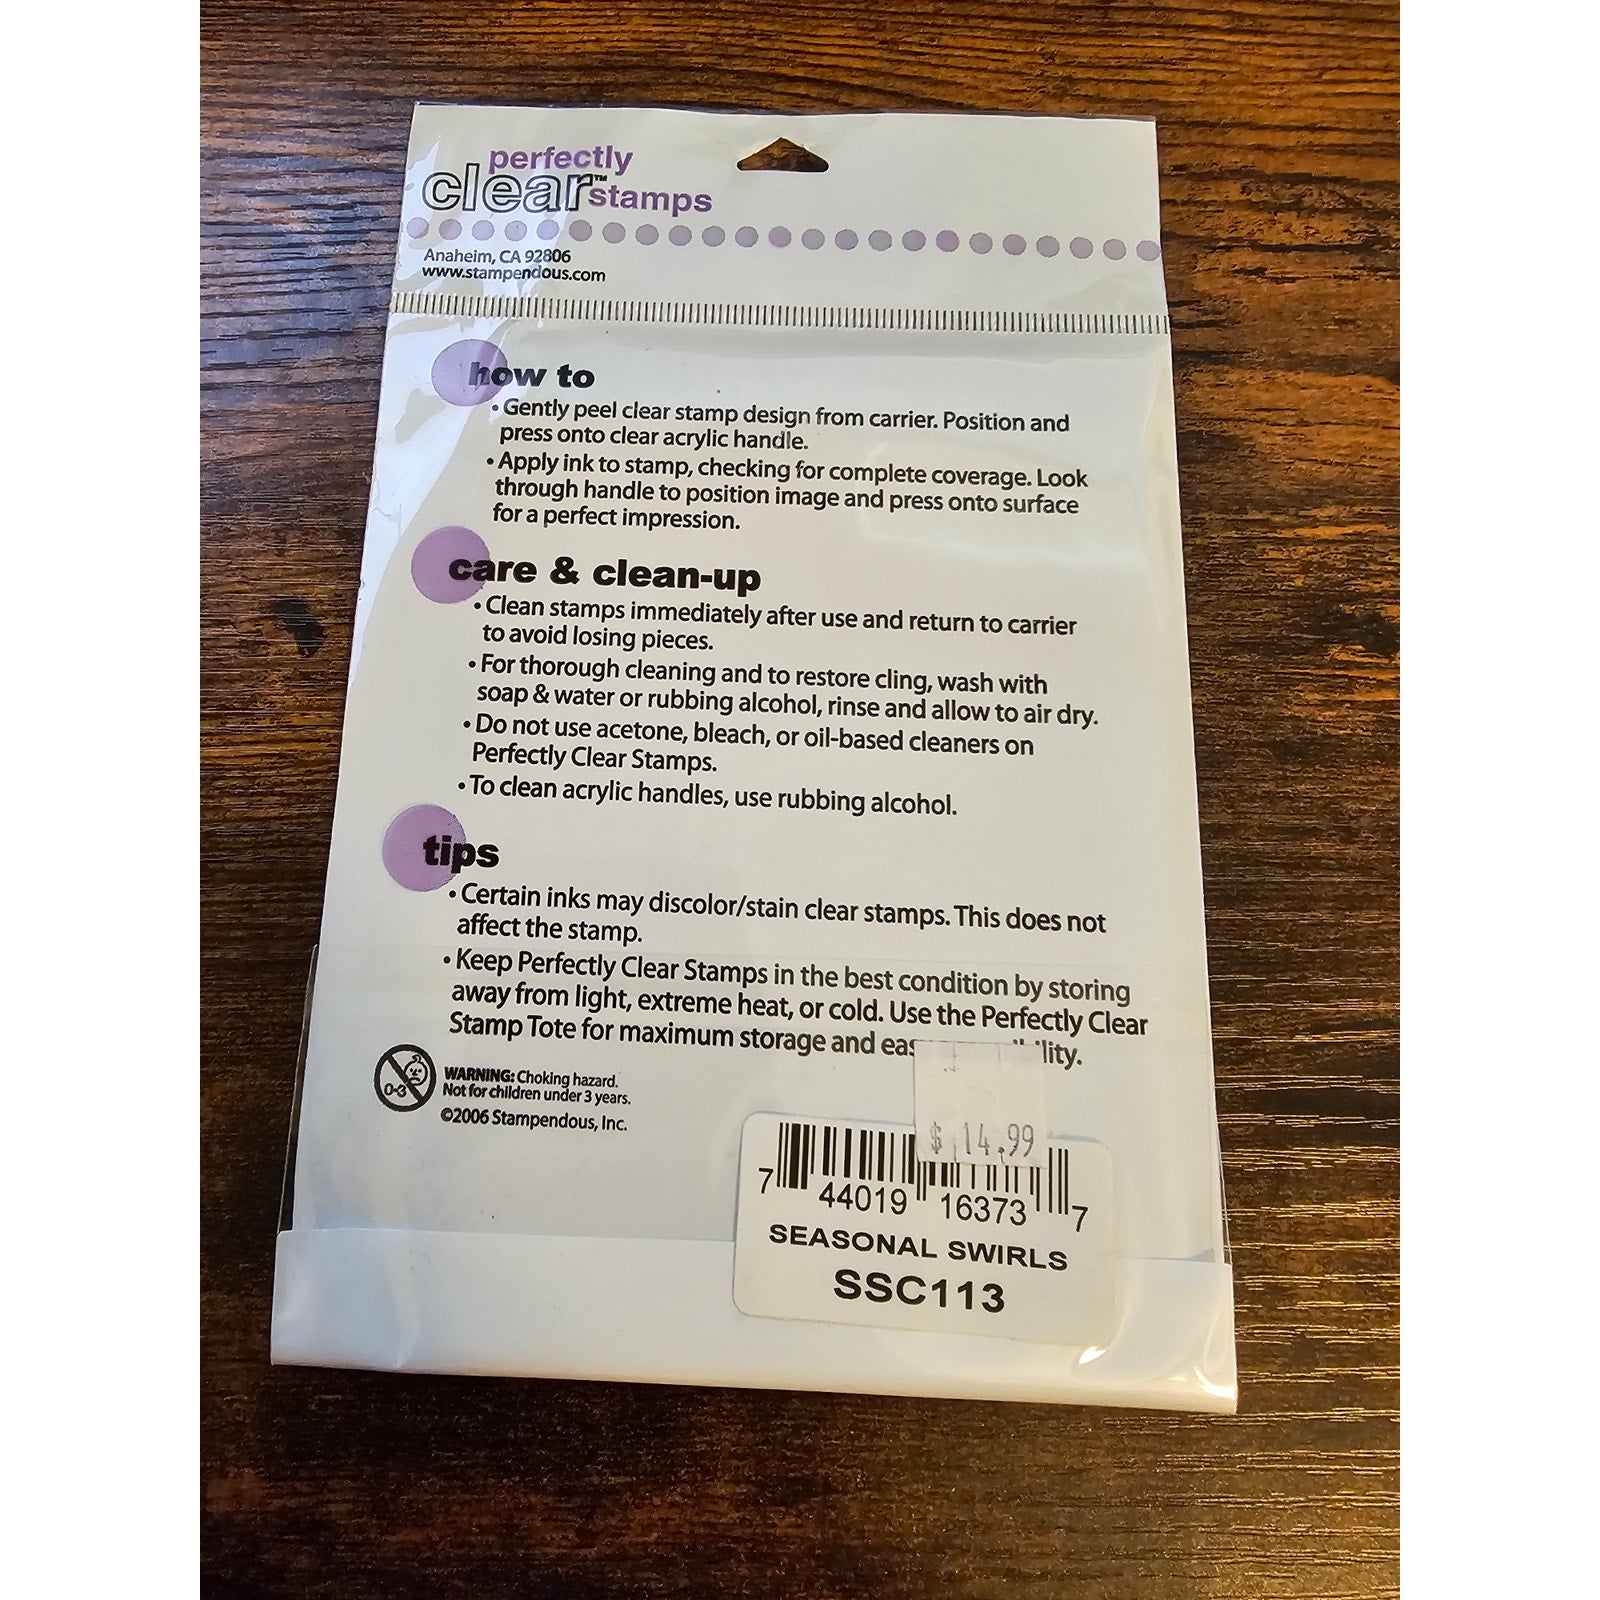 perfectly
clear™stamps
Anaheim, CA 92806
www.stampendous.com
how to
• Gently peel clear stamp design from carrier. Position and
press onto clear acrylic handle.
• Apply ink to stamp, checking for complete coverage. Look
through handle to position image and press onto surface
for a perfect impression.
care & clean-up
• Clean stamps immediately after use and return to carrier
to avoid losing pieces.
• For thorough cleaning and to restore cling, wash with
soap & water or rubbing alcohol, rinse and allow to air dry.
• Do not use acetone, bleach, or oil-based cleaners on
Perfectly Clear Stamps.
• To clean acrylic handles, use rubbing alcohol.
tips
• Certain inks may discolor/stain clear stamps. This does not
affect the stamp.
• Keep Perfectly Clear Stamps in the best condition by storing
away from light, extreme heat, or cold. Use the Perfectly Clear
Stamp Tote for maximum storage and
0-3
WARNING: Choking hazard.
Not for children under 3 years.
©2006 Stampendous, Inc.
$ 14.99
7 44019 16373 7
SEASONAL SWIRLS
SSC113